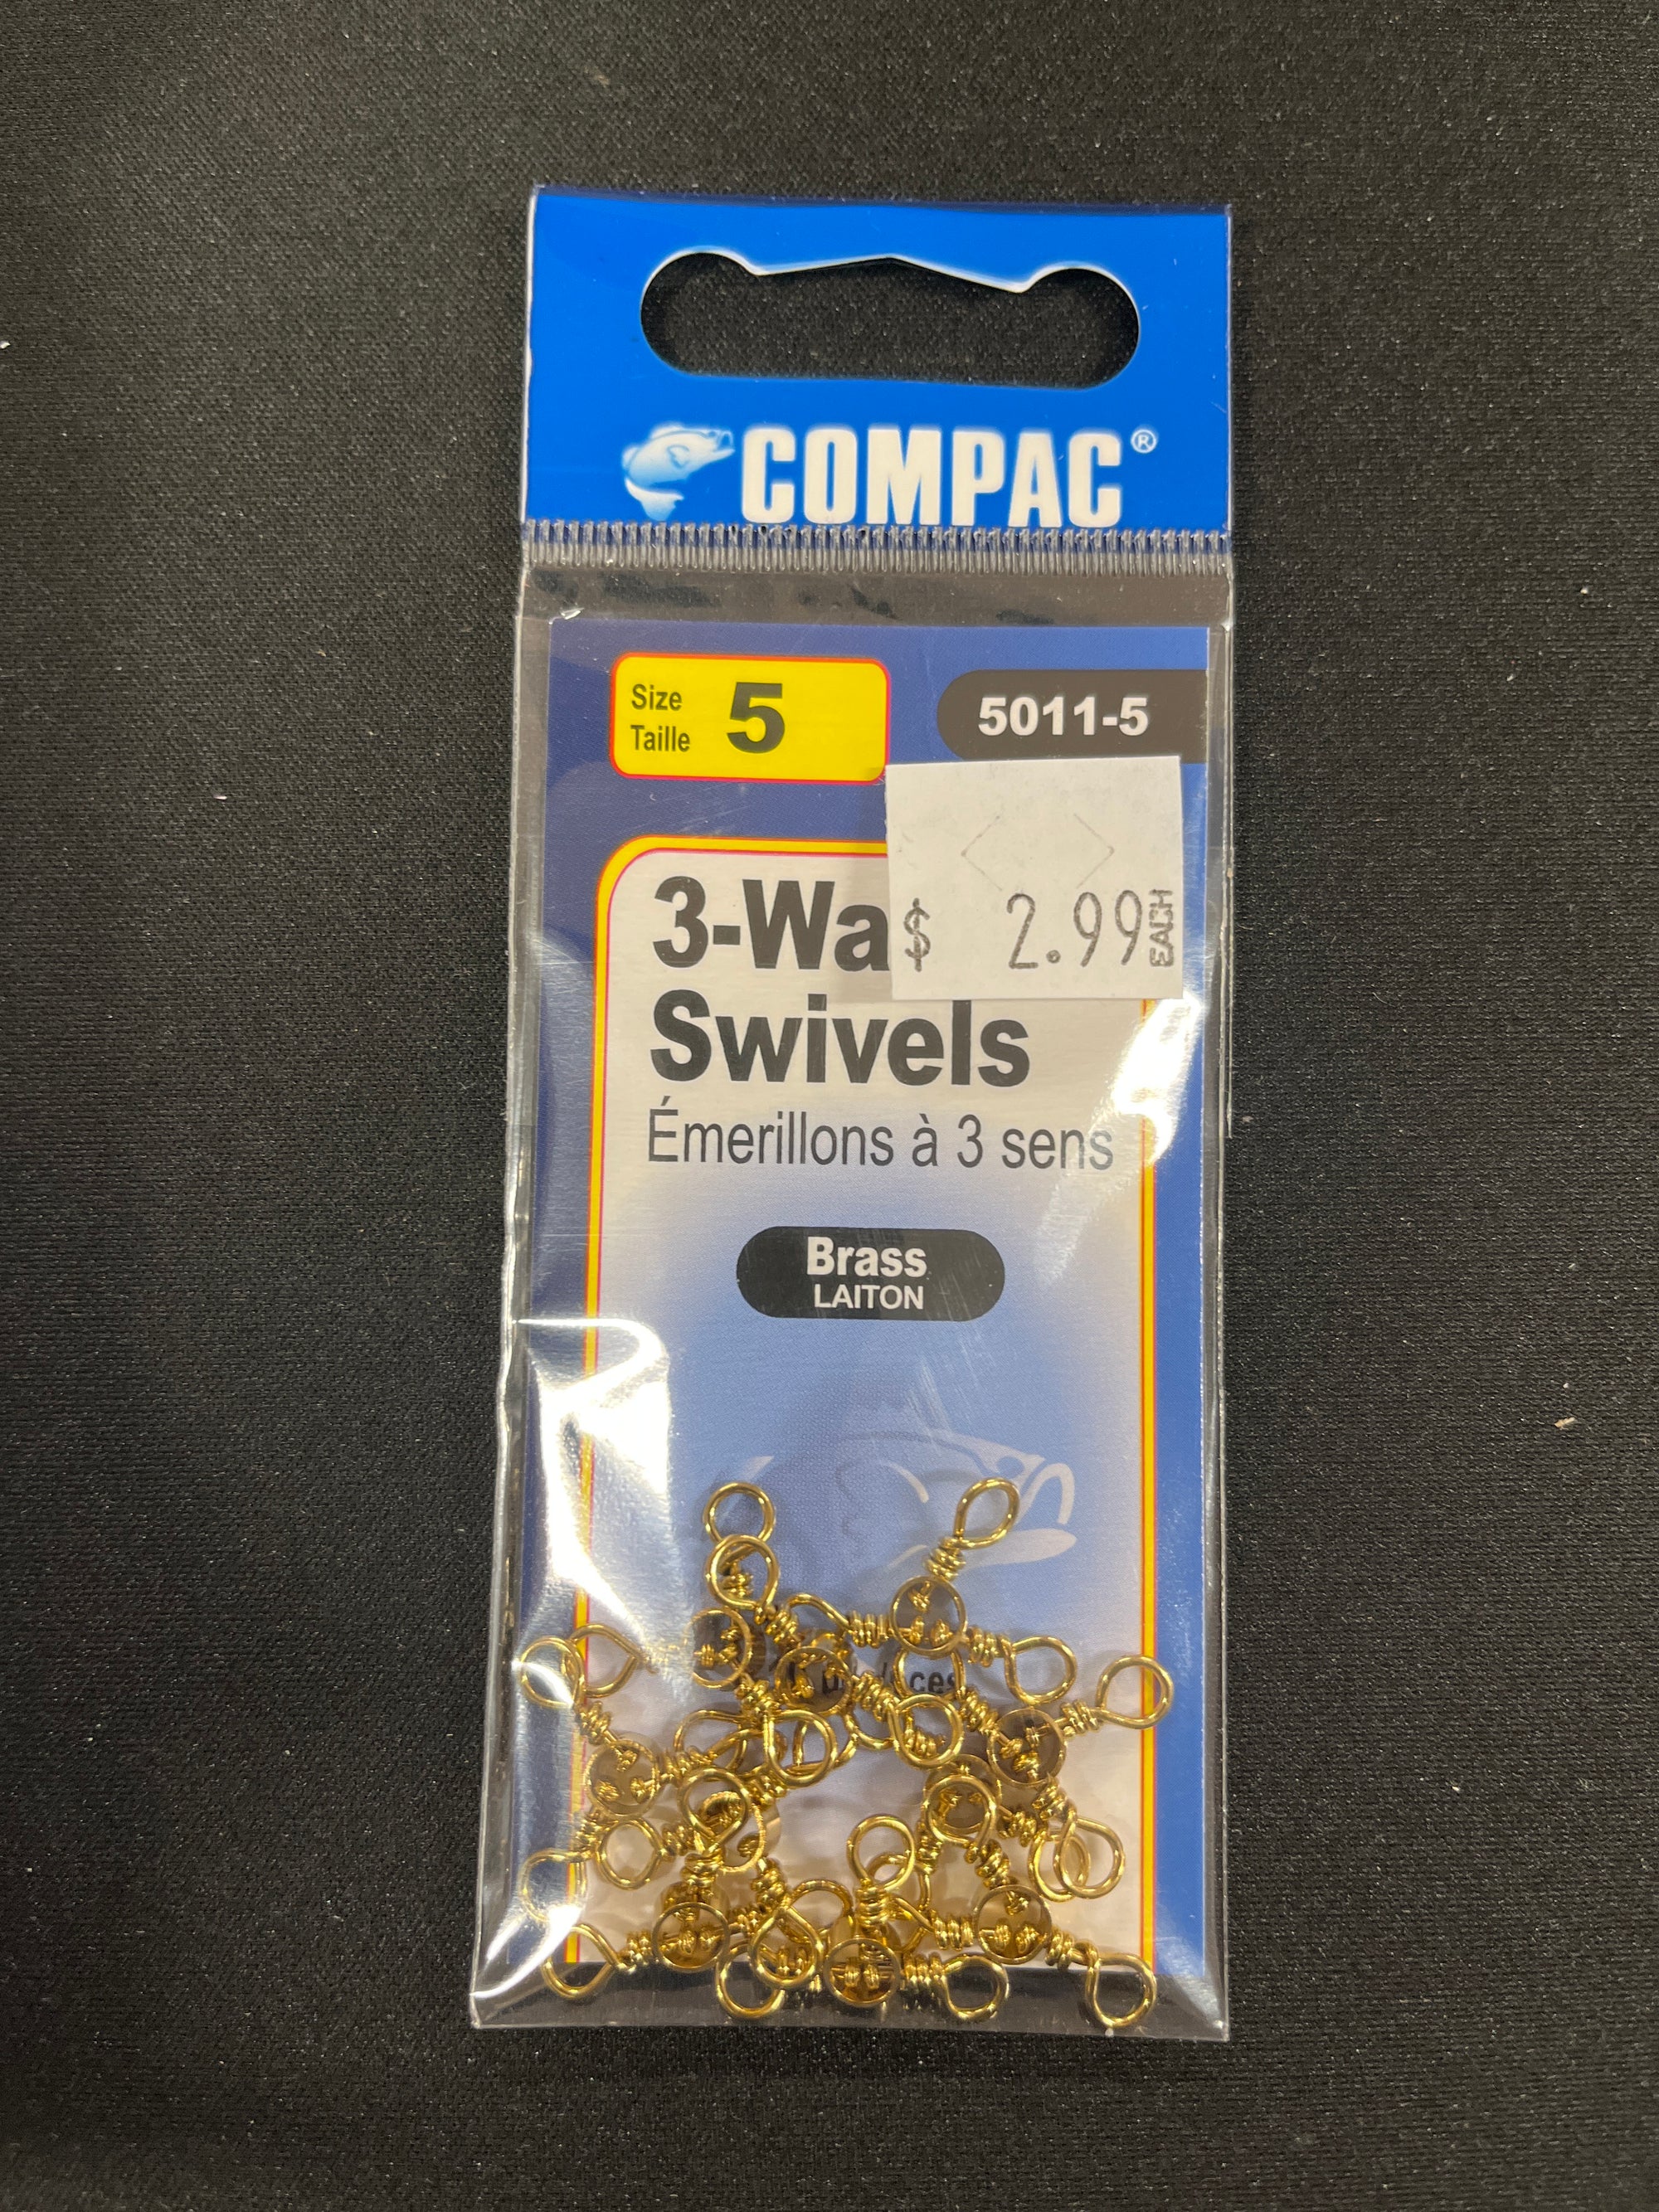 COMPAC®
Size
Taille
5
5011-5
$ 2.99 EACH
3-Wa
Swivels
Émerillons à 3 sens
Brass
LAITON